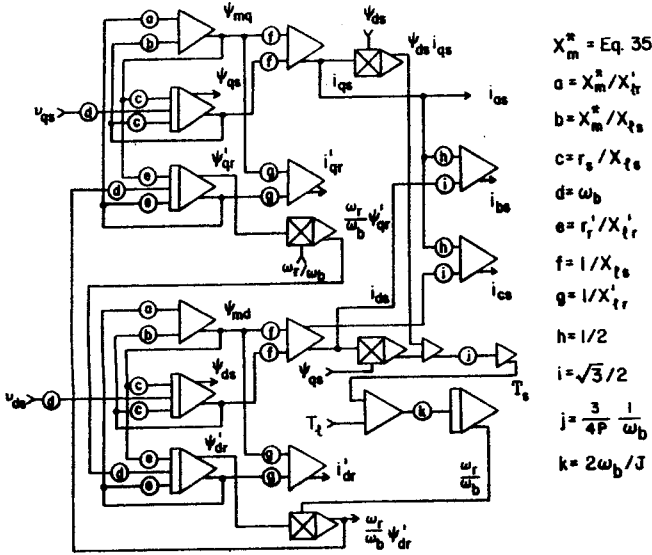 ψmq
a
b
f
f
ψds
ψds iqs
iqs
ψqs
νqs
d
c
c
ias
h
i
ibs
ψ'qr
e
d
e
g
g
i'qr
ωr/ωb ψ'qr
ωr/ωb
h
i
ics
ids
a
b
ψmd
f
f
ψds
νds
d
c
c
ψqs
j
Ts
Tℓ
k
ψ'dr
e
d
e
g
g
i'dr
ωr/ωb
ωr/ωb ψ'dr
X*m = Eq. 35
a = X*m/X'ℓr
b = X*m/Xℓs
c = rs/Xℓs
d = ωb
e = r'r/X'ℓr
f = 1/Xℓs
g = 1/X'ℓr
h = 1/2
i = √3/2
j = 3/4P 1/ωb
k = 2ωb/J